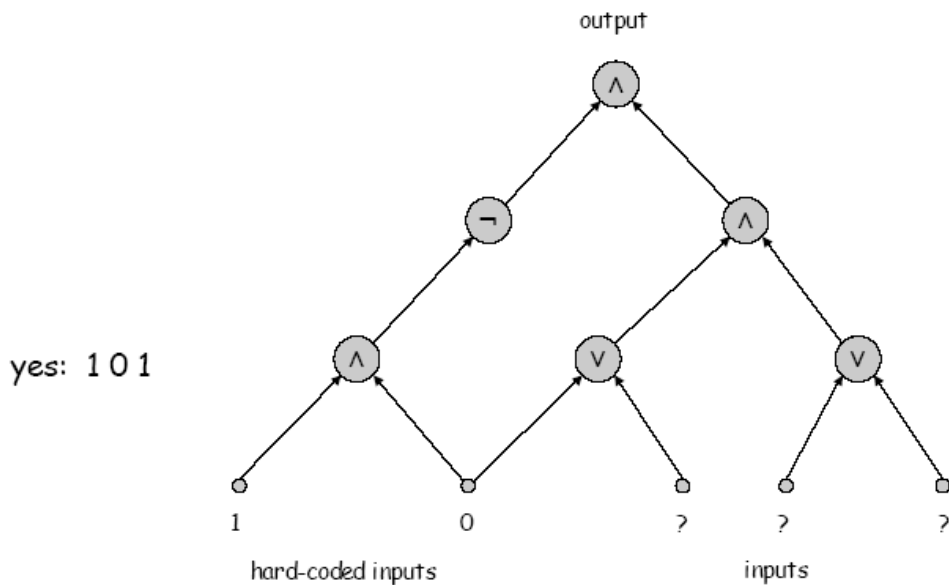 output
∧
¬ ∧
yes: 1 0 1
∧ ∨ ∨
1 0 ? ? ?
hard-coded inputs inputs